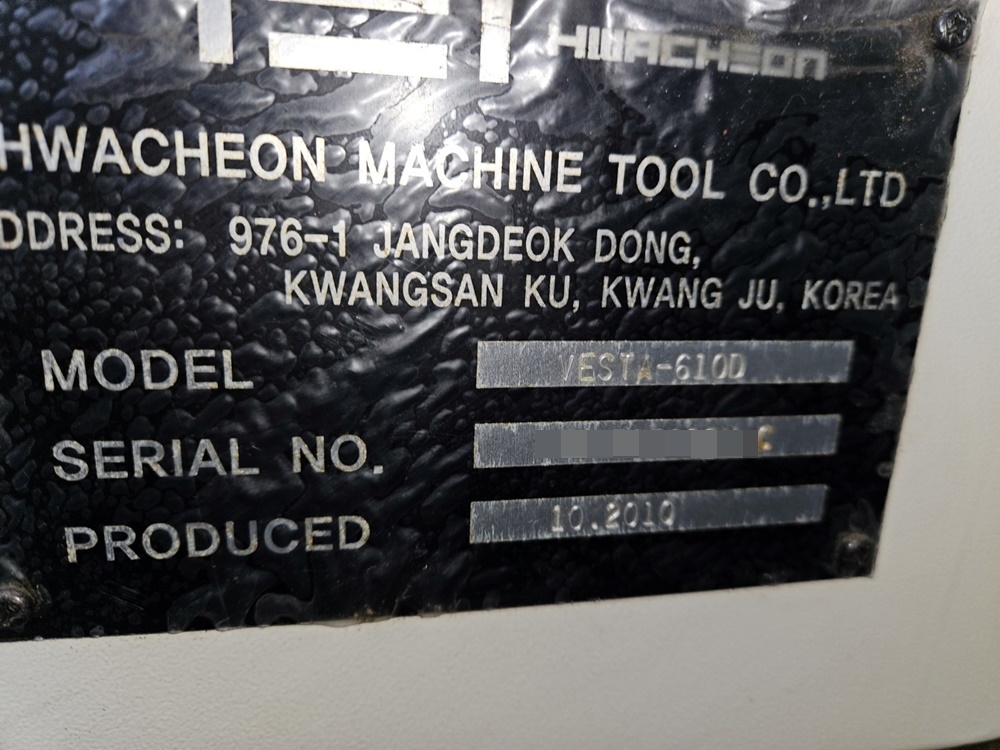 HWACHEON
HWACHEON MACHINE TOOL CO.,LTD
DDRESS: 976-1 JANGDEOK DONG,
KWANGSAN KU, KWANG JU, KOREA
MODEL VESTA-610D
SERIAL NO.
PRODUCED 10.2010